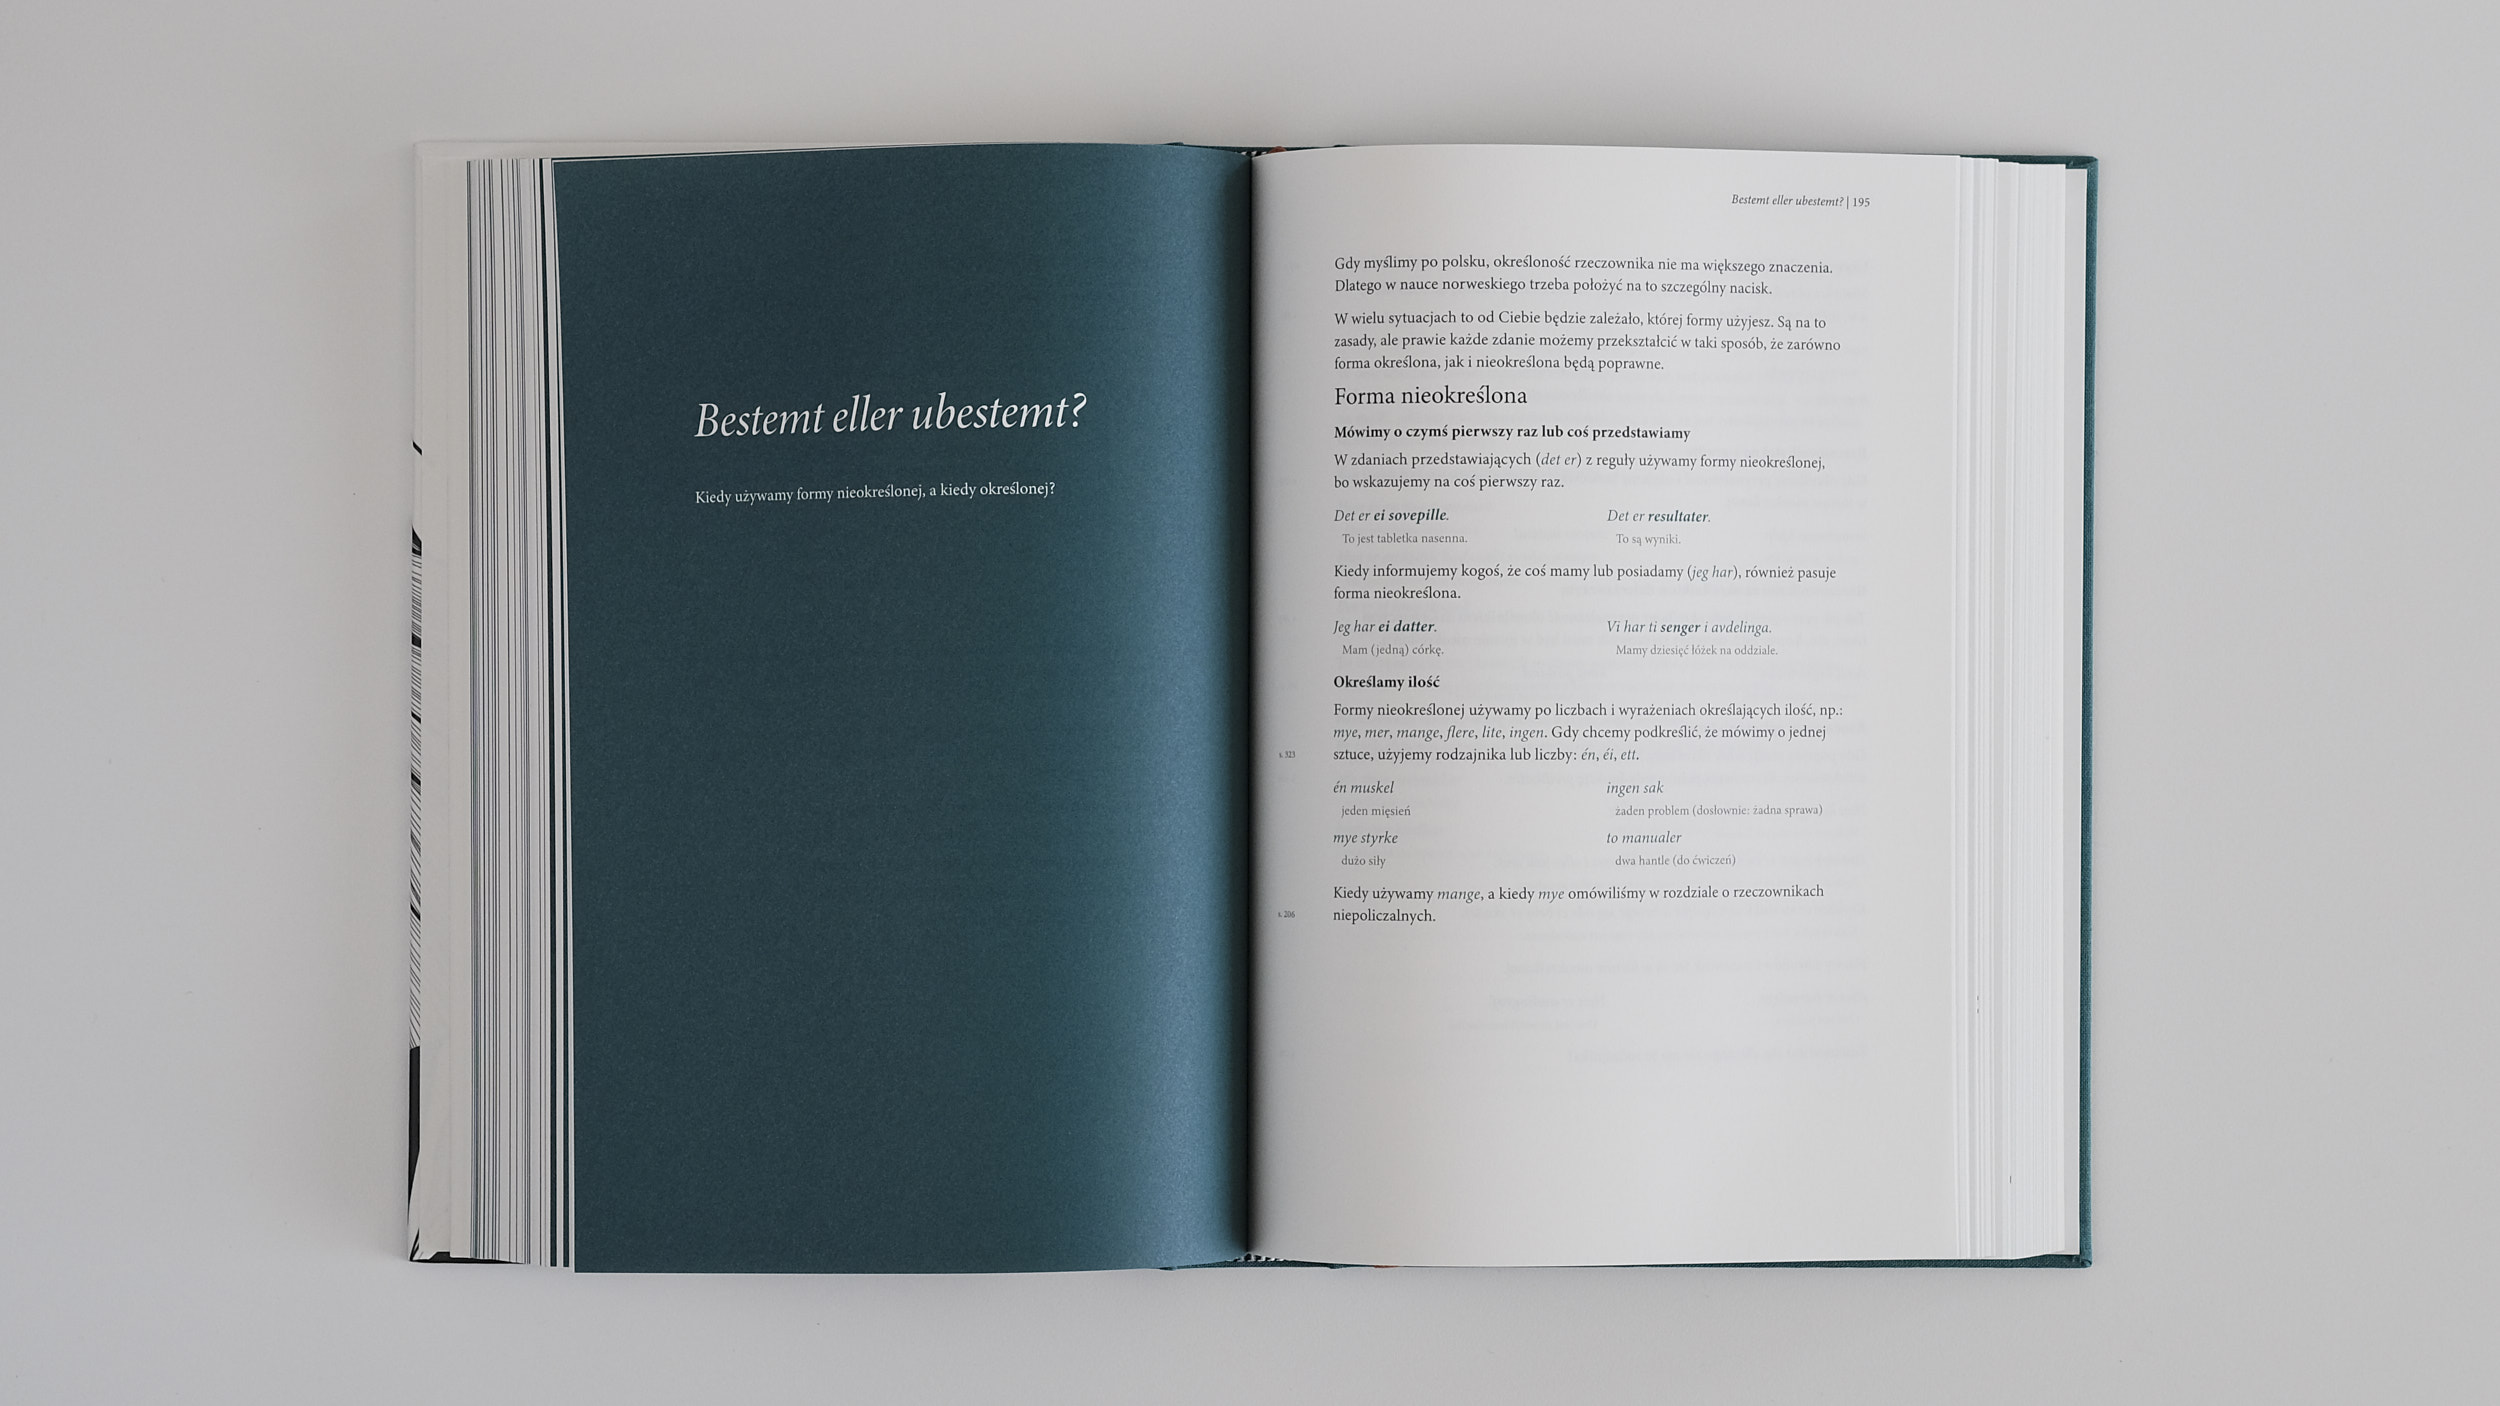 Bestemt eller ubestemt?
Kiedy używamy formy nieokreślonej, a kiedy określonej?
Bestemt eller ubestemt? | 195
Gdy myślimy po polsku, określoność rzeczownika nie ma większego znaczenia.
Dlatego w nauce norweskiego trzeba położyć na to szczególny nacisk.
W wielu sytuacjach to od Ciebie będzie zależało, której formy użyjesz. Są na to
zasady, ale prawie każde zdanie możemy przekształcić w taki sposób, że zarówno
forma określona, jak i nieokreślona będą poprawne.
Forma nieokreślona
Mówimy o czymś pierwszy raz lub coś przedstawiamy
W zdaniach przedstawiających (det er) z reguły używamy formy nieokreślonej,
bo wskazujemy na coś pierwszy raz.
Det er ei sovepille. Det er resultater.
To jest tabletka nasenna. To są wyniki.
Kiedy informujemy kogoś, że coś mamy lub posiadamy (jeg har), również pasuje
forma nieokreślona.
Jeg har ei datter. Vi har ti senger i avdelinga.
Mam (jedną) córkę. Mamy dziesięć łóżek na oddziale.
Określamy ilość
Formy nieokreślonej używamy po liczbach i wyrażeniach określających ilość, np.:
mye, mer, mange, flere, lite, ingen. Gdy chcemy podkreślić, że mówimy o jednej
s. 323 sztuce, użyjemy rodzajnika lub liczby: én, éi, ett.
én muskel ingen sak
jeden mięsień żaden problem (dosłownie: żadna sprawa)
mye styrke to manualer
dużo siły dwa hantle (do ćwiczeń)
Kiedy używamy mange, a kiedy mye omówiliśmy w rozdziale o rzeczownikach
s. 206 niepoliczalnych.